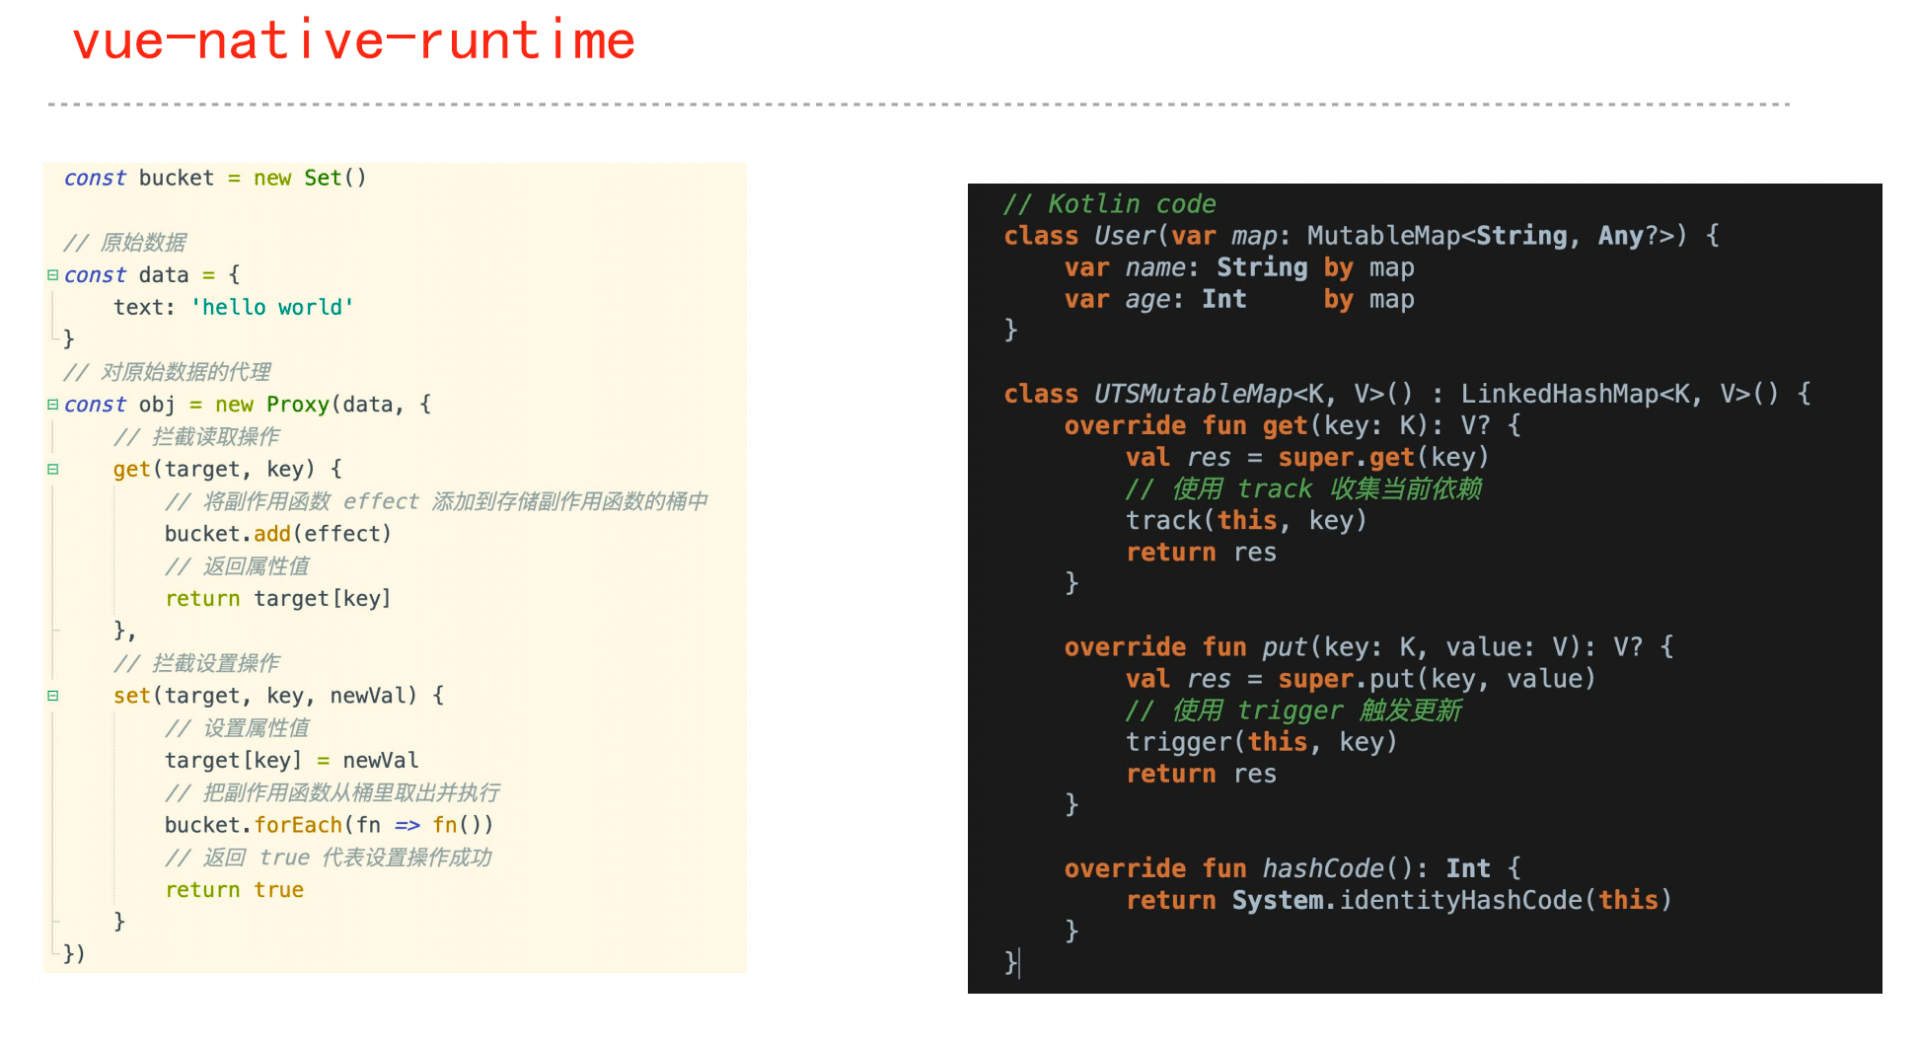 vue-native-runtime
const bucket = new Set()
// 原始数据
const data = {
    text: 'hello world'
}
// 对原始数据的代理
const obj = new Proxy(data, {
    // 拦截读取操作
    get(target, key) {
        // 将副作用函数 effect 添加到存储副作用函数的桶中
        bucket.add(effect)
        // 返回属性值
        return target[key]
    },
    // 拦截设置操作
    set(target, key, newVal) {
        // 设置属性值
        target[key] = newVal
        // 把副作用函数从桶里取出并执行
        bucket.forEach(fn => fn())
        // 返回 true 代表设置操作成功
        return true
    }
})
// Kotlin code
class User(var map: MutableMap<String, Any?>) {
    var name: String by map
    var age: Int     by map
}
class UTSMutableMap<K, V>() : LinkedHashMap<K, V>() {
    override fun get(key: K): V? {
        val res = super.get(key)
        // 使用 track 收集当前依赖
        track(this, key)
        return res
    }
    override fun put(key: K, value: V): V? {
        val res = super.put(key, value)
        // 使用 trigger 触发更新
        trigger(this, key)
        return res
    }
    override fun hashCode(): Int {
        return System.identityHashCode(this)
    }
}